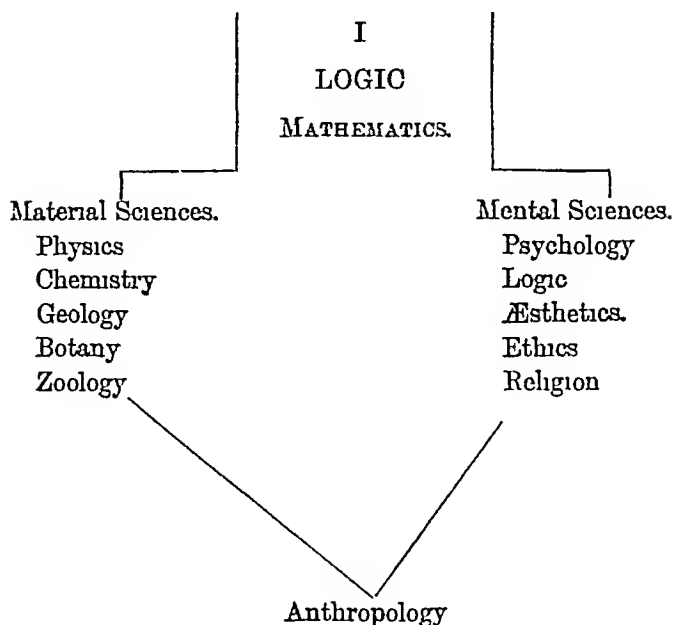 I
LOGIC
MATHEMATICS.
Material Sciences.
Physics
Chemistry
Geology
Botany
Zoology
Mental Sciences.
Psychology
Logic
Æsthetics.
Ethics
Religion
Anthropology